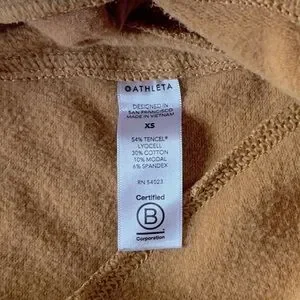 ATHLETA
DESIGNED IN
SAN FRANCISCO
MADE IN VIETNAM
XS
54% TENCEL®
LYOCELL
30% COTTON
10% MODAL
6% SPANDEX
RN 54023
Certified
B
Corporation